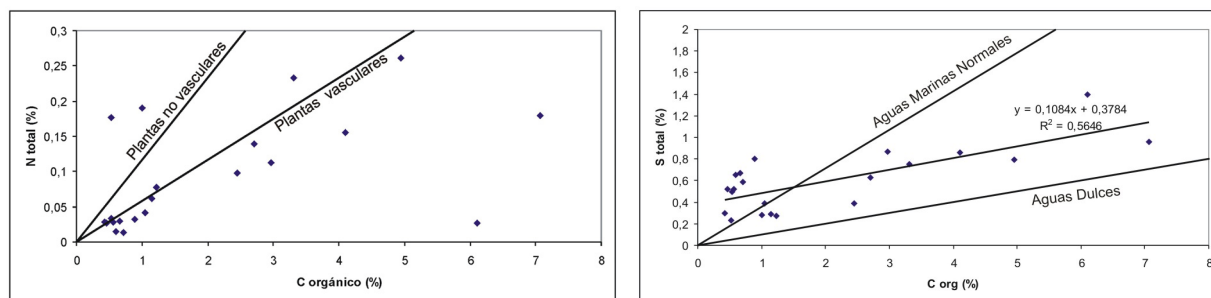 0,3
0,25
0,2
0,15
0,1
0,05
0
N total (%)
Plantas no vasculares
Plantas vasculares
0 1 2 3 4 5 6 7 8
C orgánico (%)
2
1,8
1,6
1,4
1,2
1
0,8
0,6
0,4
0,2
0
S total (%)
Aguas Marinas Normales
y = 0,1084x + 0,3784
R² = 0,5646
Aguas Dulces
0 1 2 3 4 5 6 7 8
C org (%)